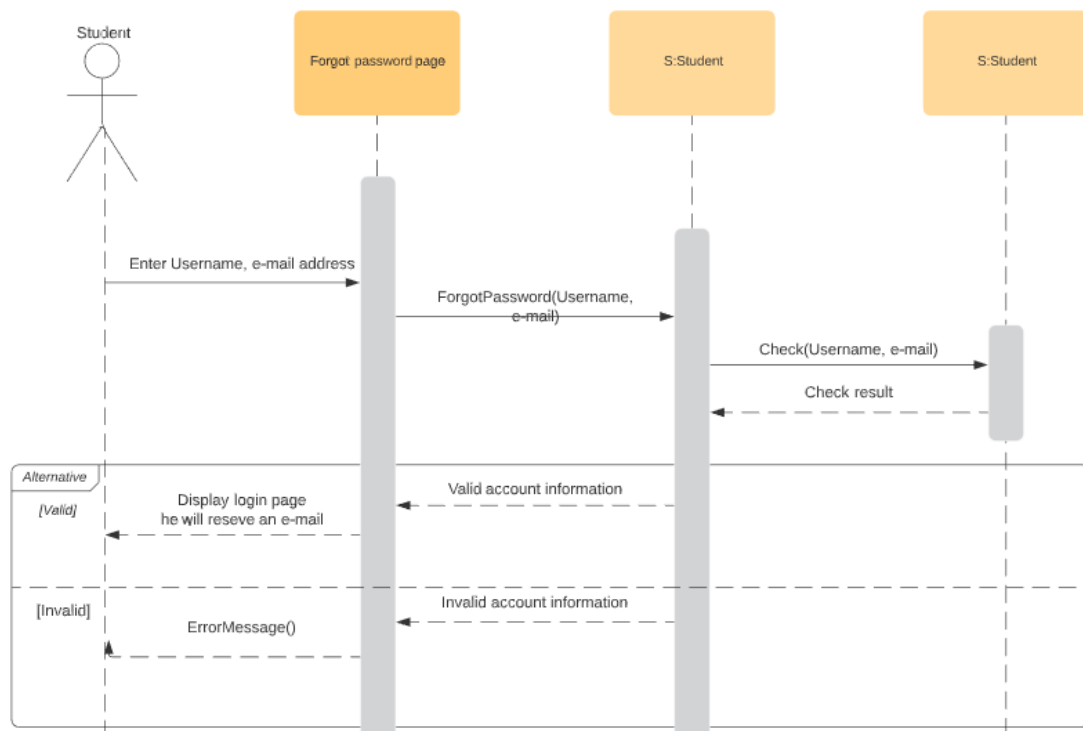 Student
Forgot password page
S:Student
S:Student
Enter Username, e-mail address
ForgotPassword(Username,
e-mail)
Check(Username, e-mail)
Check result
Alternative
[Valid]
Valid account information
Display login page
he will reseve an e-mail
[Invalid]
Invalid account information
ErrorMessage()